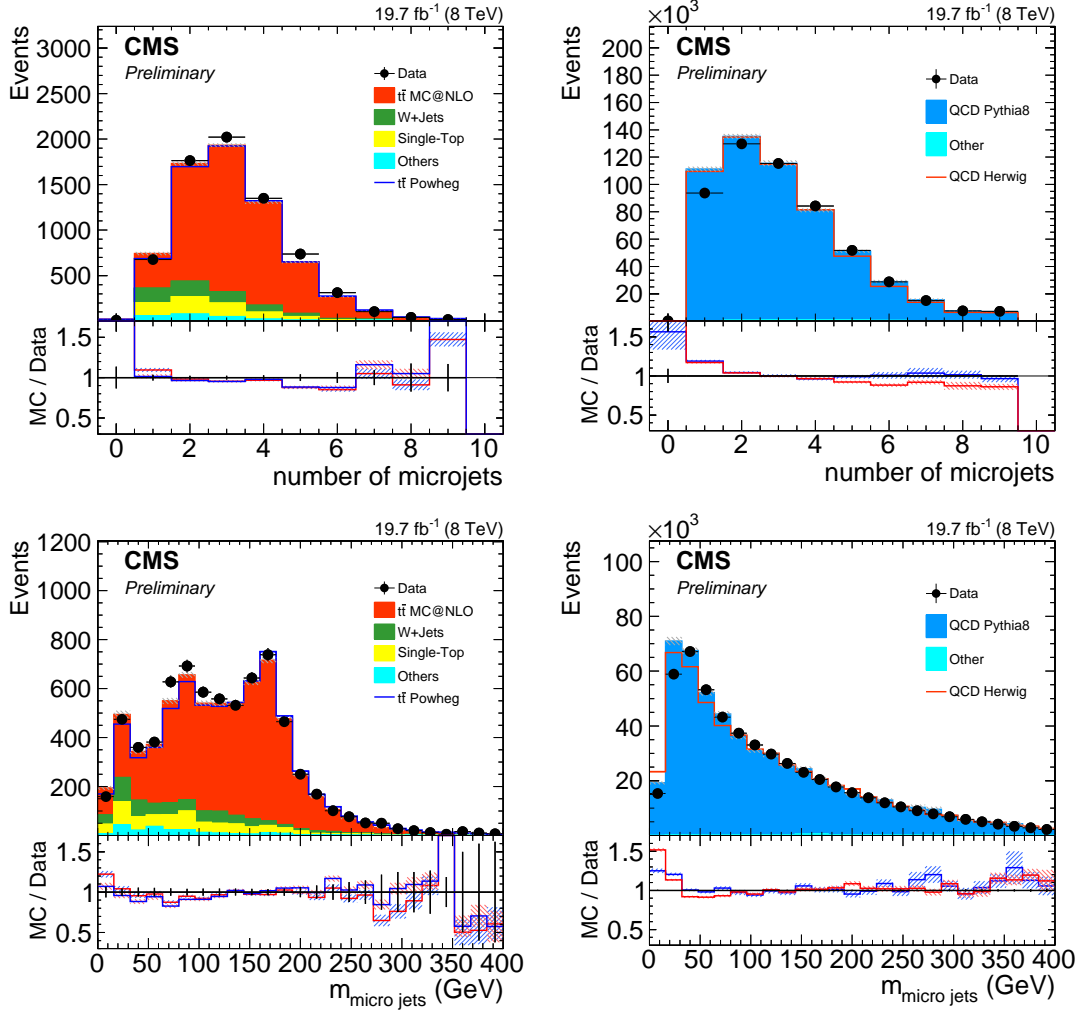 19.7 fb⁻¹ (8 TeV)
CMS
Preliminary
Events
3000
2500
2000
1500
1000
500
Data
tt̄ MC@NLO
W+Jets
Single-Top
Others
tt̄ Powheg
MC / Data
1.5
1
0.5
0 2 4 6 8 10
number of microjets
×10³
19.7 fb⁻¹ (8 TeV)
CMS
Preliminary
Events
200
180
160
140
120
100
80
60
40
20
0
Data
QCD Pythia8
Other
QCD Herwig
MC / Data
1.5
1
0.5
0 2 4 6 8 10
number of microjets
19.7 fb⁻¹ (8 TeV)
CMS
Preliminary
Events
1200
1000
800
600
400
200
Data
tt̄ MC@NLO
W+Jets
Single-Top
Others
tt̄ Powheg
MC / Data
1.5
1
0.5
0 50 100 150 200 250 300 350 400
m_micro jets (GeV)
×10³
19.7 fb⁻¹ (8 TeV)
CMS
Preliminary
Events
100
80
60
40
20
Data
QCD Pythia8
Other
QCD Herwig
MC / Data
1.5
1
0.5
0 50 100 150 200 250 300 350 400
m_micro jets (GeV)